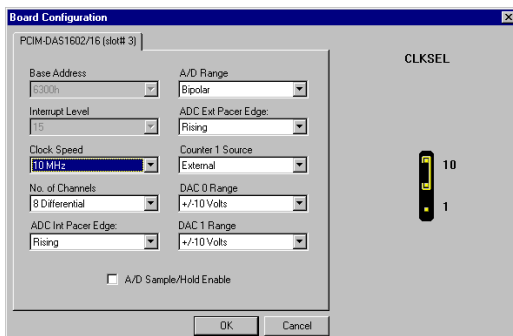 Board Configuration
PCIM-DAS1602/16 (slot# 3)
CLKSEL
Base Address
6300h
A/D Range
Bipolar
Interrupt Level
15
ADC Ext Pacer Edge:
Rising
Clock Speed
10 MHz
Counter 1 Source
External
No. of Channels
8 Differential
DAC 0 Range
+/-10 Volts
ADC Int Pacer Edge:
Rising
DAC 1 Range
+/-10 Volts
10
1
A/D Sample/Hold Enable
OK
Cancel